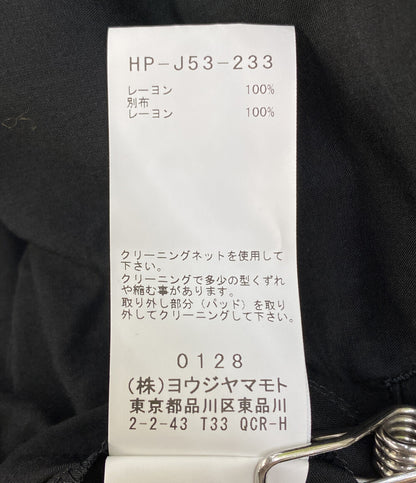 HP-J53-233
レーヨン 100%
別布
レーヨン 100%
クリーニングネットを使用して
下さい。
クリーニングで多少の型くずれ
や縮む事があります。
取り外し部分（パッド）を取り
外してクリーニングして下さい。
0128
(株)ヨウジヤマモト
東京都品川区東品川
2-2-43 T33 QCR-H